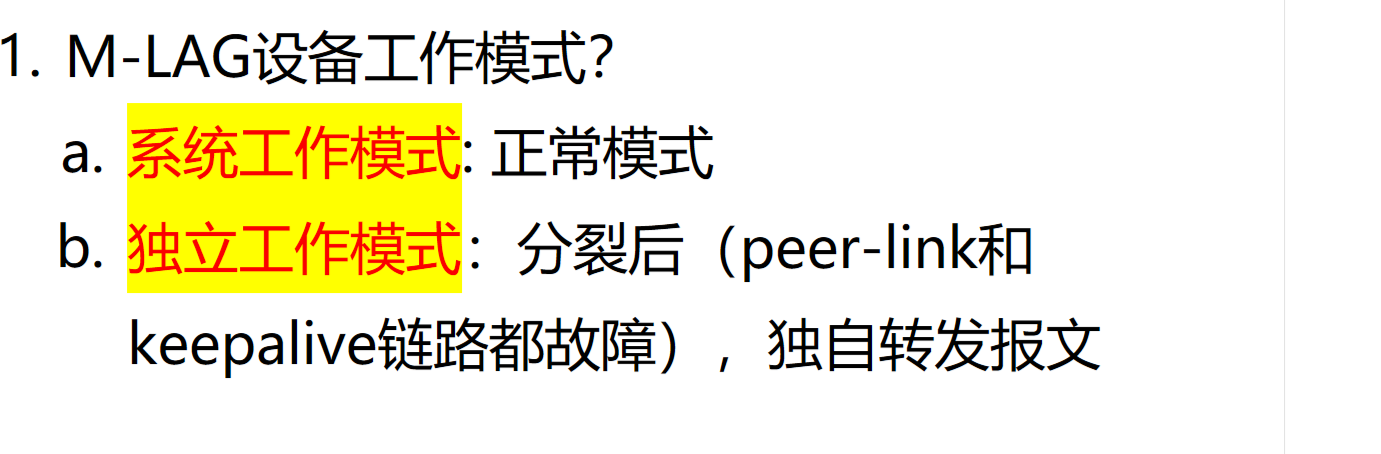 1. M-LAG设备工作模式?
a. 系统工作模式: 正常模式
b. 独立工作模式：分裂后（peer-link和
keepalive链路都故障），独自转发报文